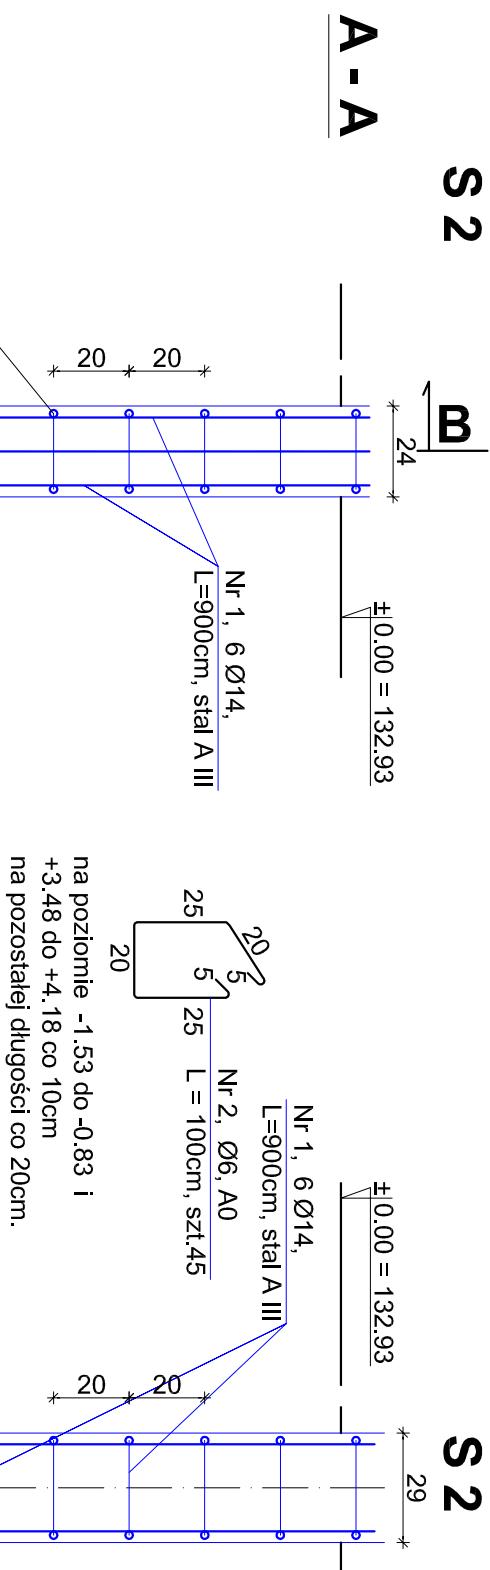 S 2
A - A
B
24
20
20
±0.00 = 132.93
Nr 1, 6 Ø14,
L=900cm, stal A III
25
20
5
5
20
25
Nr 2, Ø6, A0
L = 100cm, szt.45
na poziomie -1.53 do -0.83 i
+3.48 do +4.18 co 10cm
na pozostałej długości co 20cm.
Nr 1, 6 Ø14,
L=900cm, stal A III
±0.00 = 132.93
S 2
29
20
20